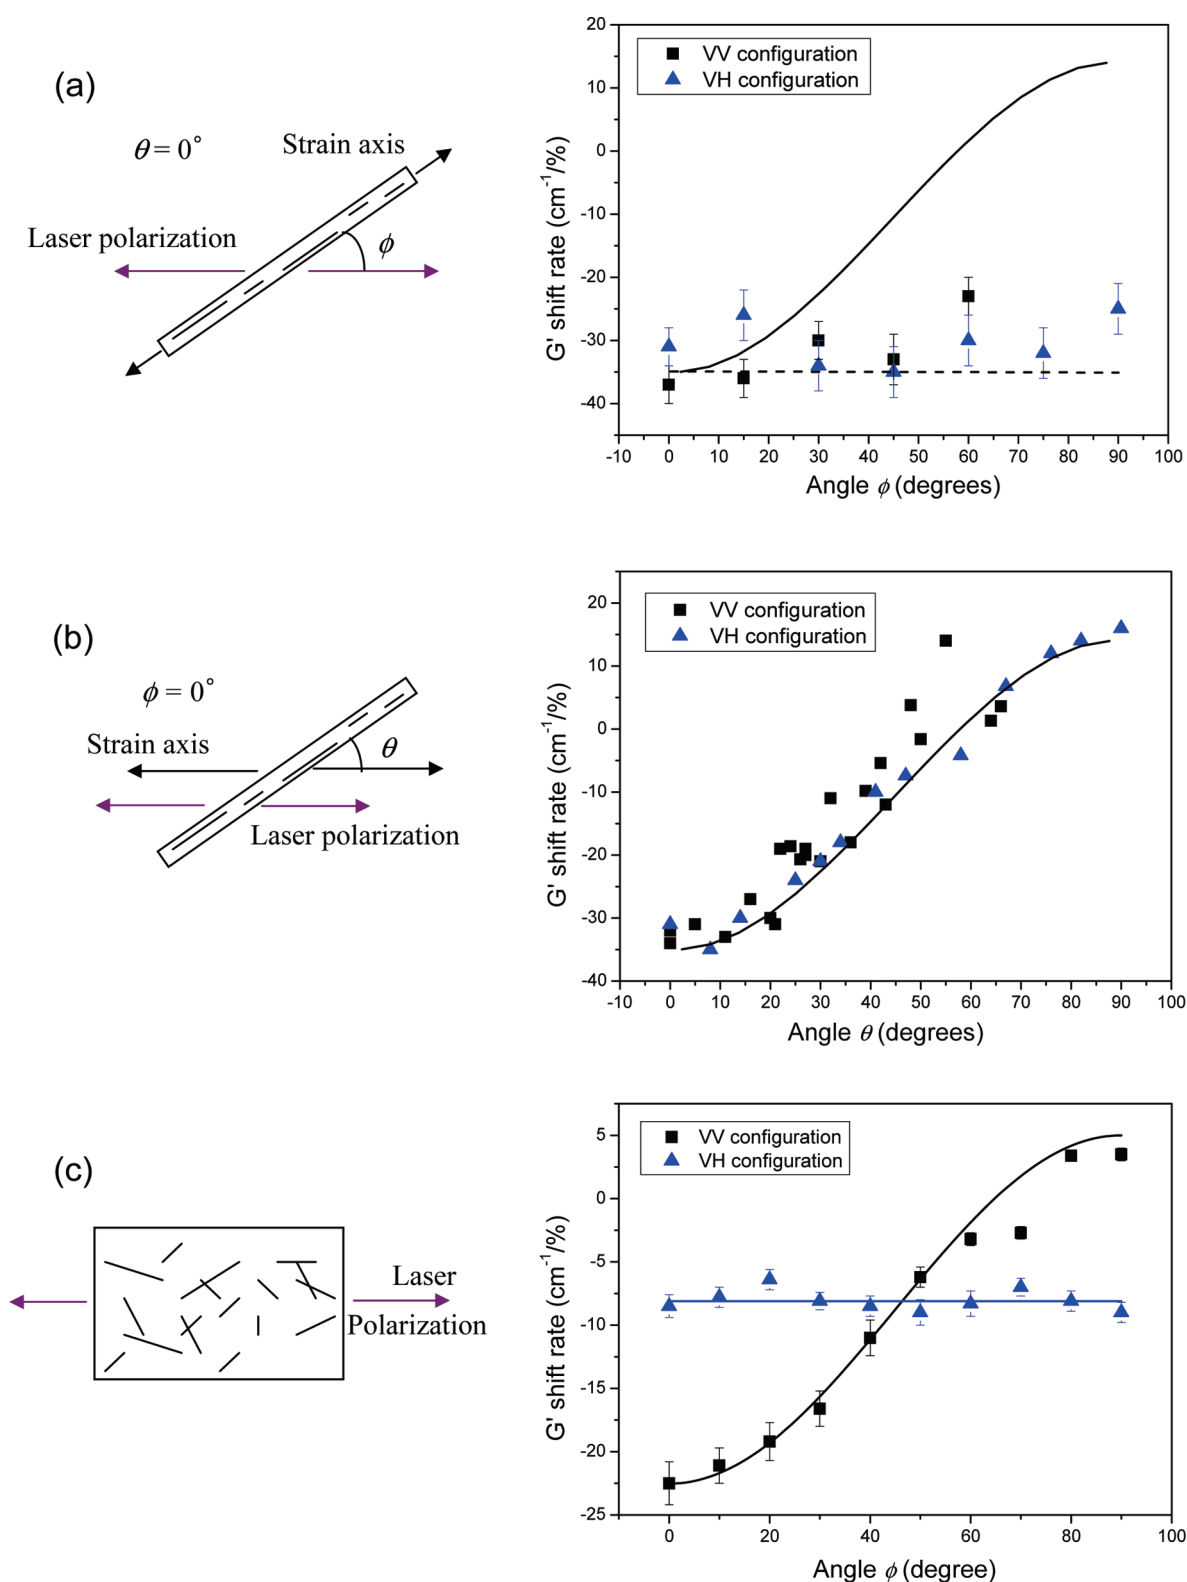 (a)
θ = 0°
Strain axis
Laser polarization
ϕ
VV configuration
VH configuration
G' shift rate (cm⁻¹/%)
20
10
0
-10
-20
-30
-40
-10 0 10 20 30 40 50 60 70 80 90 100
Angle ϕ (degrees)
(b)
ϕ = 0°
Strain axis
θ
Laser polarization
VV configuration
VH configuration
G' shift rate (cm⁻¹/%)
20
10
0
-10
-20
-30
-40
-10 0 10 20 30 40 50 60 70 80 90 100
Angle θ (degrees)
(c)
Laser
Polarization
VV configuration
VH configuration
G' shift rate (cm⁻¹/%)
5
0
-5
-10
-15
-20
-25
0 20 40 60 80 100
Angle ϕ (degree)